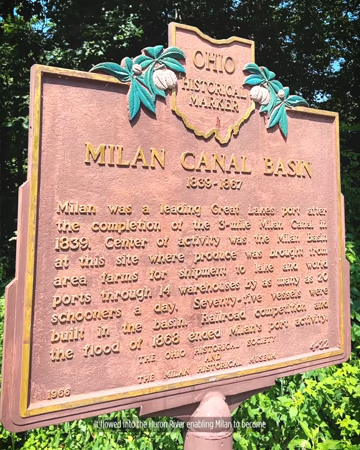 OHIO
HISTORICAL
MARKER
MILAN CANAL BASIN
1839-1867
Milan was a leading Great Lakes port after
the completion of the 3-mile Milan Canal in
1839. Center of activity was the Milan Basin
at this site where produce was brought from
area farms for shipment to lake and world
ports through 14 warehouses by as many as 20
schooners a day. Seventy-five vessels were
built in the basin. Railroad competition and
the flood of 1868 ended Milan's port activity.
THE OHIO HISTORICAL SOCIETY
AND
THE MILAN HISTORICAL MUSEUM
1966
4-22
It flowed into the Huron River enabling Milan to become